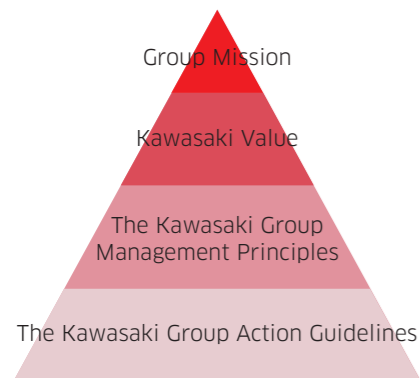 Group Mission
Kawasaki Value
The Kawasaki Group
Management Principles
The Kawasaki Group Action Guidelines